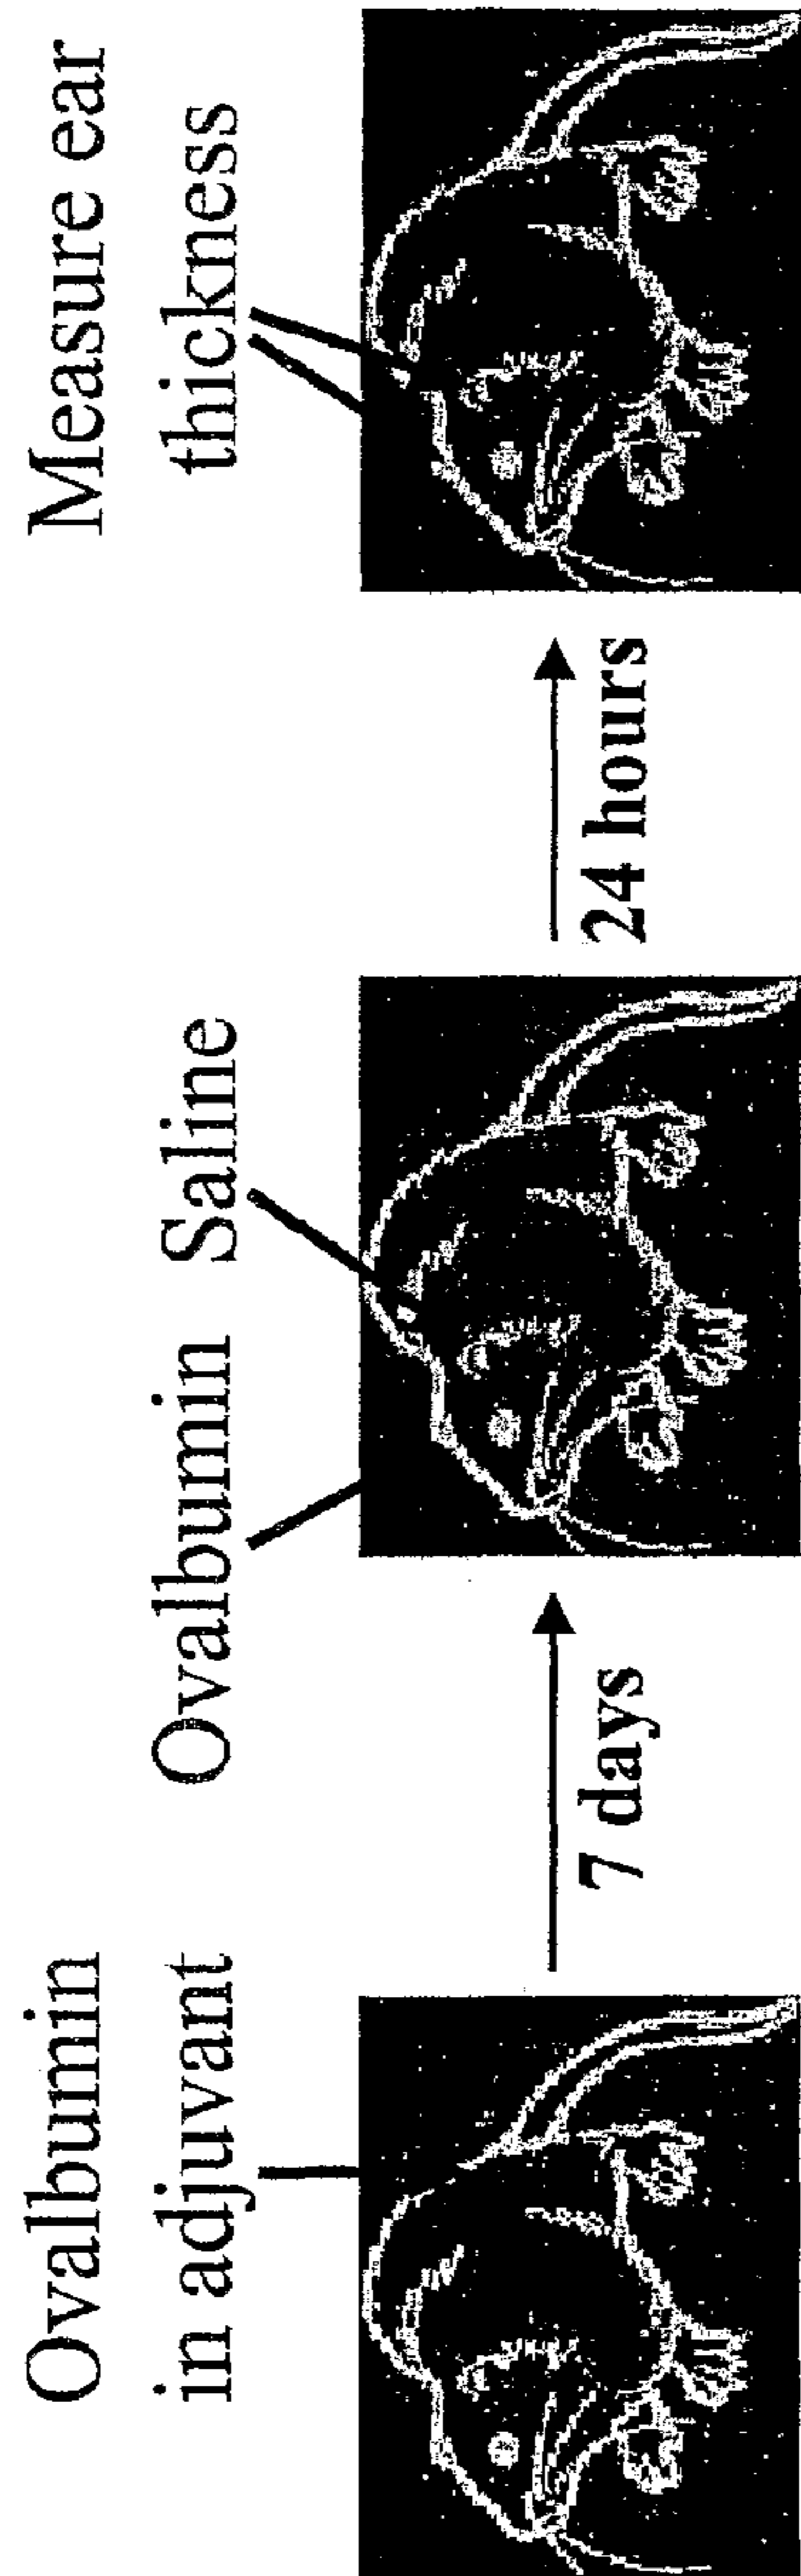 Ovalbumin
in adjuvant
7 days
Ovalbumin Saline
24 hours
Measure ear
thickness